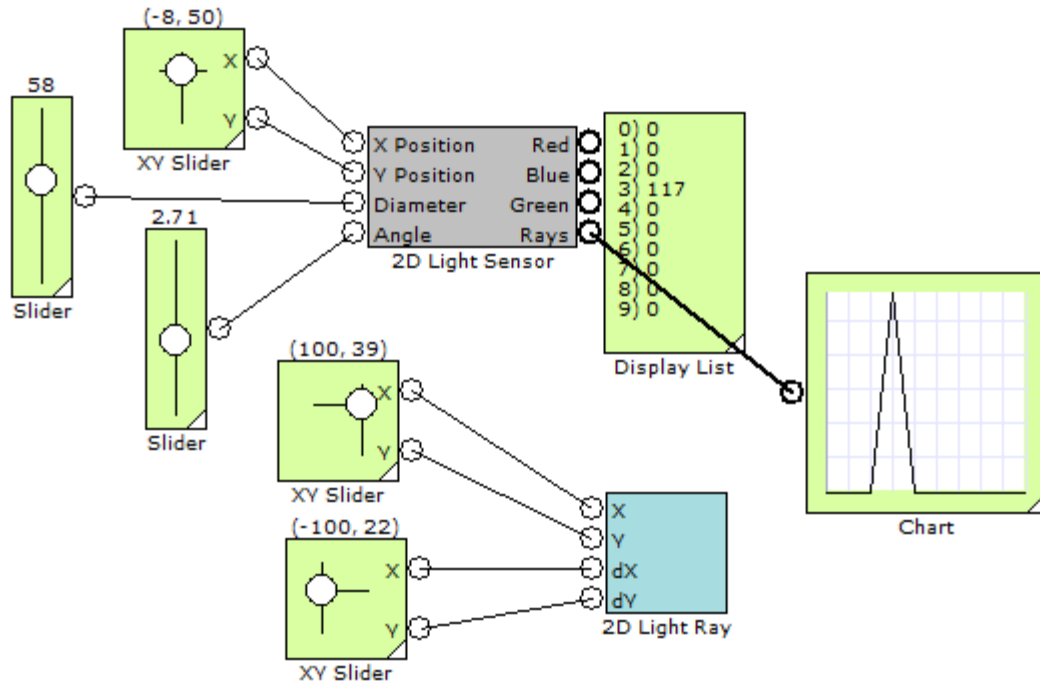 (-8, 50)
X
Y
XY Slider
58
Slider
2.71
Slider
X Position
Y Position
Diameter
Angle
Red
Blue
Green
Rays
2D Light Sensor
0) 0
1) 0
2) 0
3) 117
4) 0
5) 0
6) 0
7) 0
8) 0
9) 0
Display List
Chart
(100, 39)
X
Y
XY Slider
(-100, 22)
X
Y
XY Slider
X
Y
dX
dY
2D Light Ray